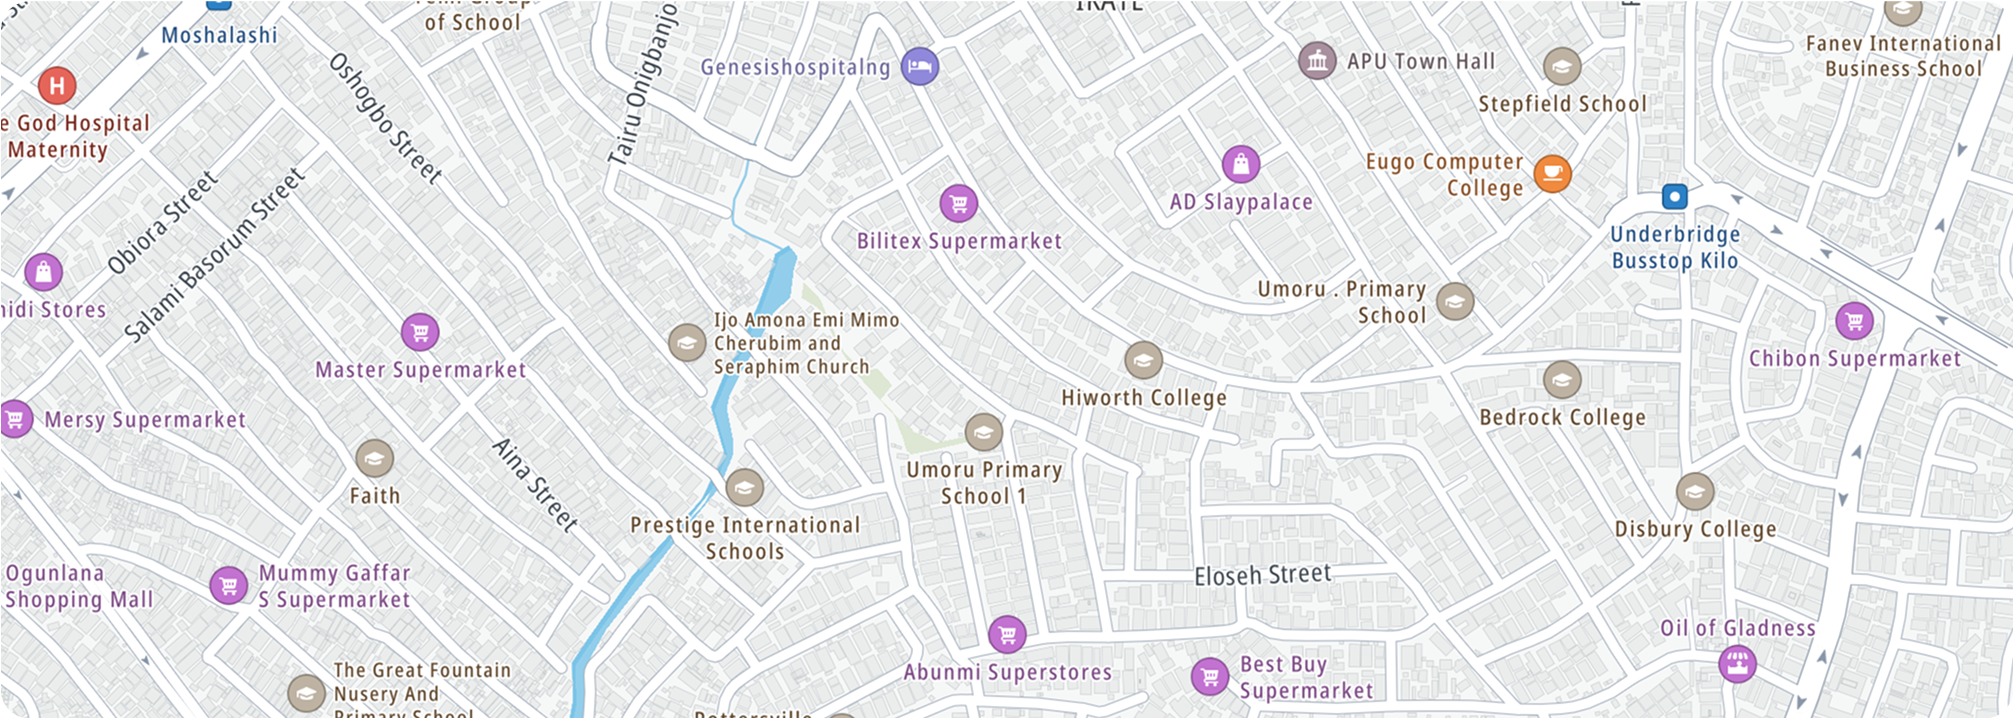 IRATE
of School
Moshalashi
Fanev International
Business School
Genesishospitalng
APU Town Hall
Stepfield School
Oshogbo Street
Tairu Onigbanjo
e God Hospital
Maternity
Eugo Computer
College
AD Slaypalace
Obiora Street
Salami Basorum Street
Bilitex Supermarket
Underbridge
Busstop Kilo
Umoru . Primary
School
idi Stores
Ijo Amona Emi Mimo
Cherubim and
Seraphim Church
Master Supermarket
Chibon Supermarket
Hiworth College
Bedrock College
Mersy Supermarket
Aina Street
Faith
Umoru Primary
School 1
Prestige International
Schools
Disbury College
Ogunlana
Shopping Mall
Mummy Gaffar
S Supermarket
Eloseh Street
Oil of Gladness
Abunmi Superstores
Best Buy
Supermarket
The Great Fountain
Nusery And
Primary School
Pottersville